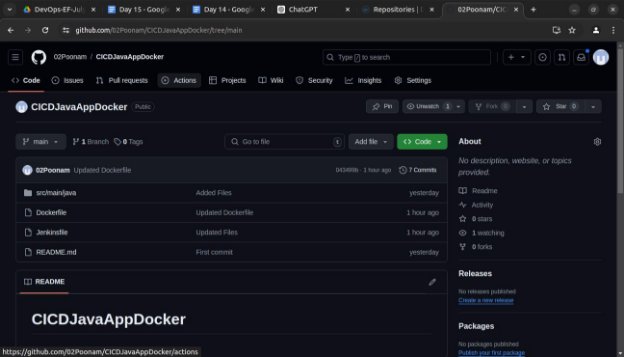 DevOps-EF-Jul
Day 15 - Google
Day 14 - Google
ChatGPT
Repositories | D
02Poonam/CICD
github.com/02Poonam/CICDJavaAppDocker/tree/main
02Poonam / CICDJavaAppDocker
Type / to search
Code
Issues
Pull requests
Actions
Projects
Wiki
Security
Insights
Settings
CICDJavaAppDocker Public
Pin
Unwatch 1
Fork 0
Star 0
main
1 Branch
0 Tags
Go to file
t
Add file
Code
About
02Poonam Updated Dockerfile
1 hour ago
7 Commits
No description, website, or topics
provided.
src/main/java Added Files yesterday
Dockerfile Updated Dockerfile 1 hour ago
Jenkinsfile Updated Files 1 hour ago
README.md First commit yesterday
Readme
Activity
0 stars
1 watching
0 forks
README
CICDJavaAppDocker
Releases
No releases published
Create a new release
Packages
No packages published
Publish your first package
https://github.com/02Poonam/CICDJavaAppDocker/actions